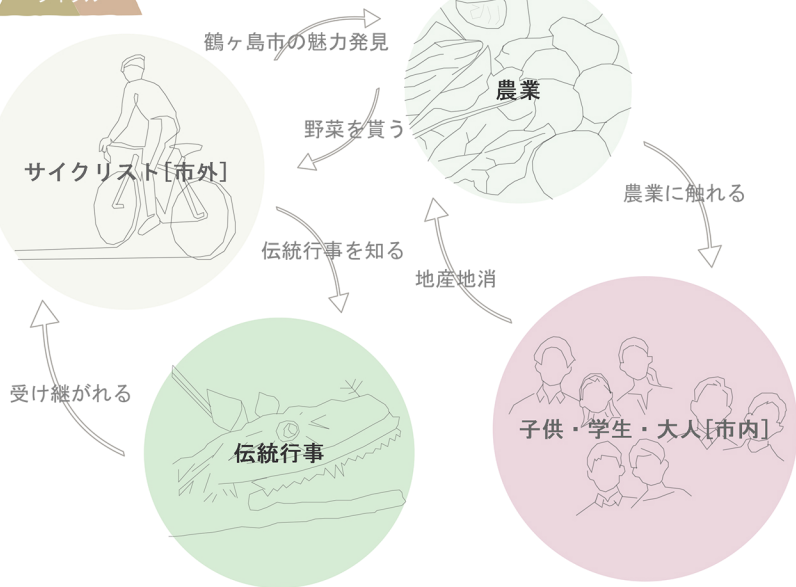 鶴ヶ島市の魅力発見
農業
野菜を貰う
サイクリスト[市外]
農業に触れる
伝統行事を知る
地産地消
受け継がれる
伝統行事
子供・学生・大人[市内]